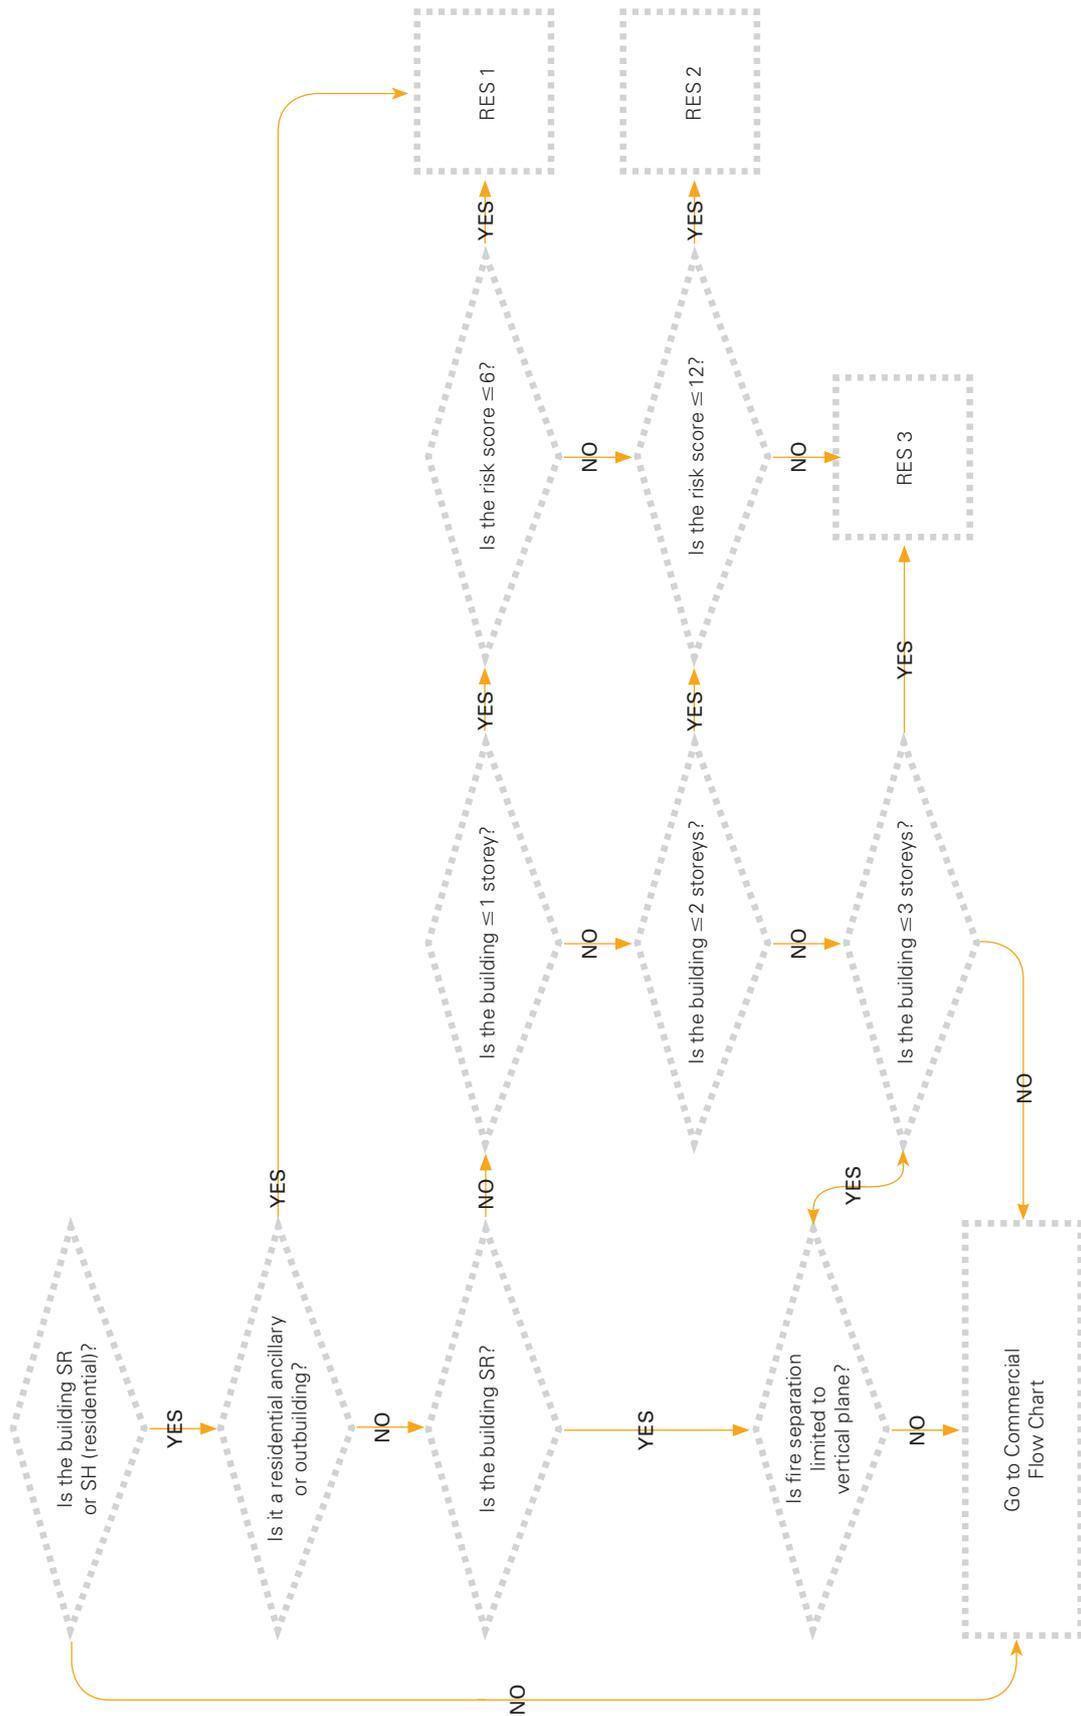 Is the building SR
or SH (residential)?
NO
YES
Is it a residential ancillary
or outbuilding?
YES
NO
Is the building SR?
NO
Is the building ≤ 1 storey?
YES
Is the risk score ≤ 6?
YES
RES 1
YES
NO
NO
Is the building ≤ 2 storeys?
YES
Is the risk score ≤ 12?
YES
RES 2
NO
NO
Is fire separation
limited to
vertical plane?
YES
Is the building ≤ 3 storeys?
YES
RES 3
NO
NO
Go to Commercial
Flow Chart